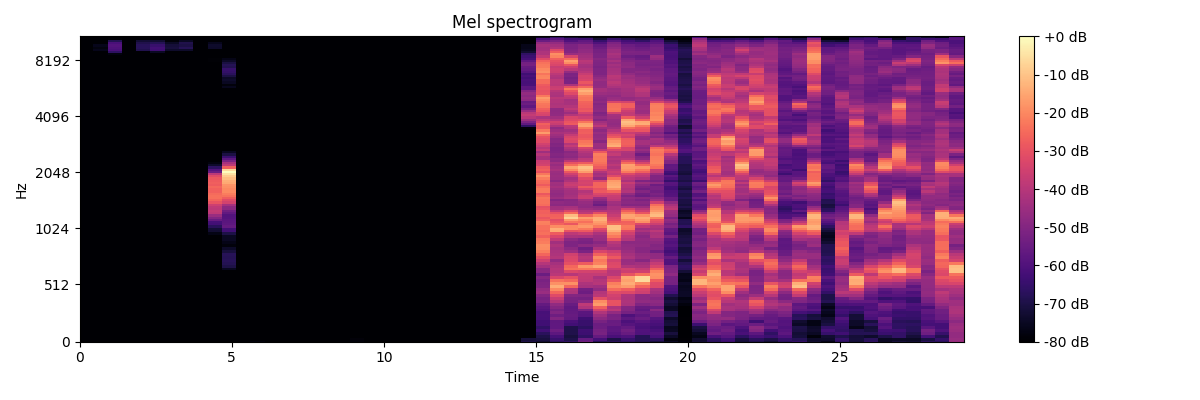 Mel spectrogram
+0 dB
8192
-10 dB
4096
-20 dB
-30 dB
2048
Hz
-40 dB
1024
-50 dB
-60 dB
512
-70 dB
0
-80 dB
0 5 10 15 20 25
Time